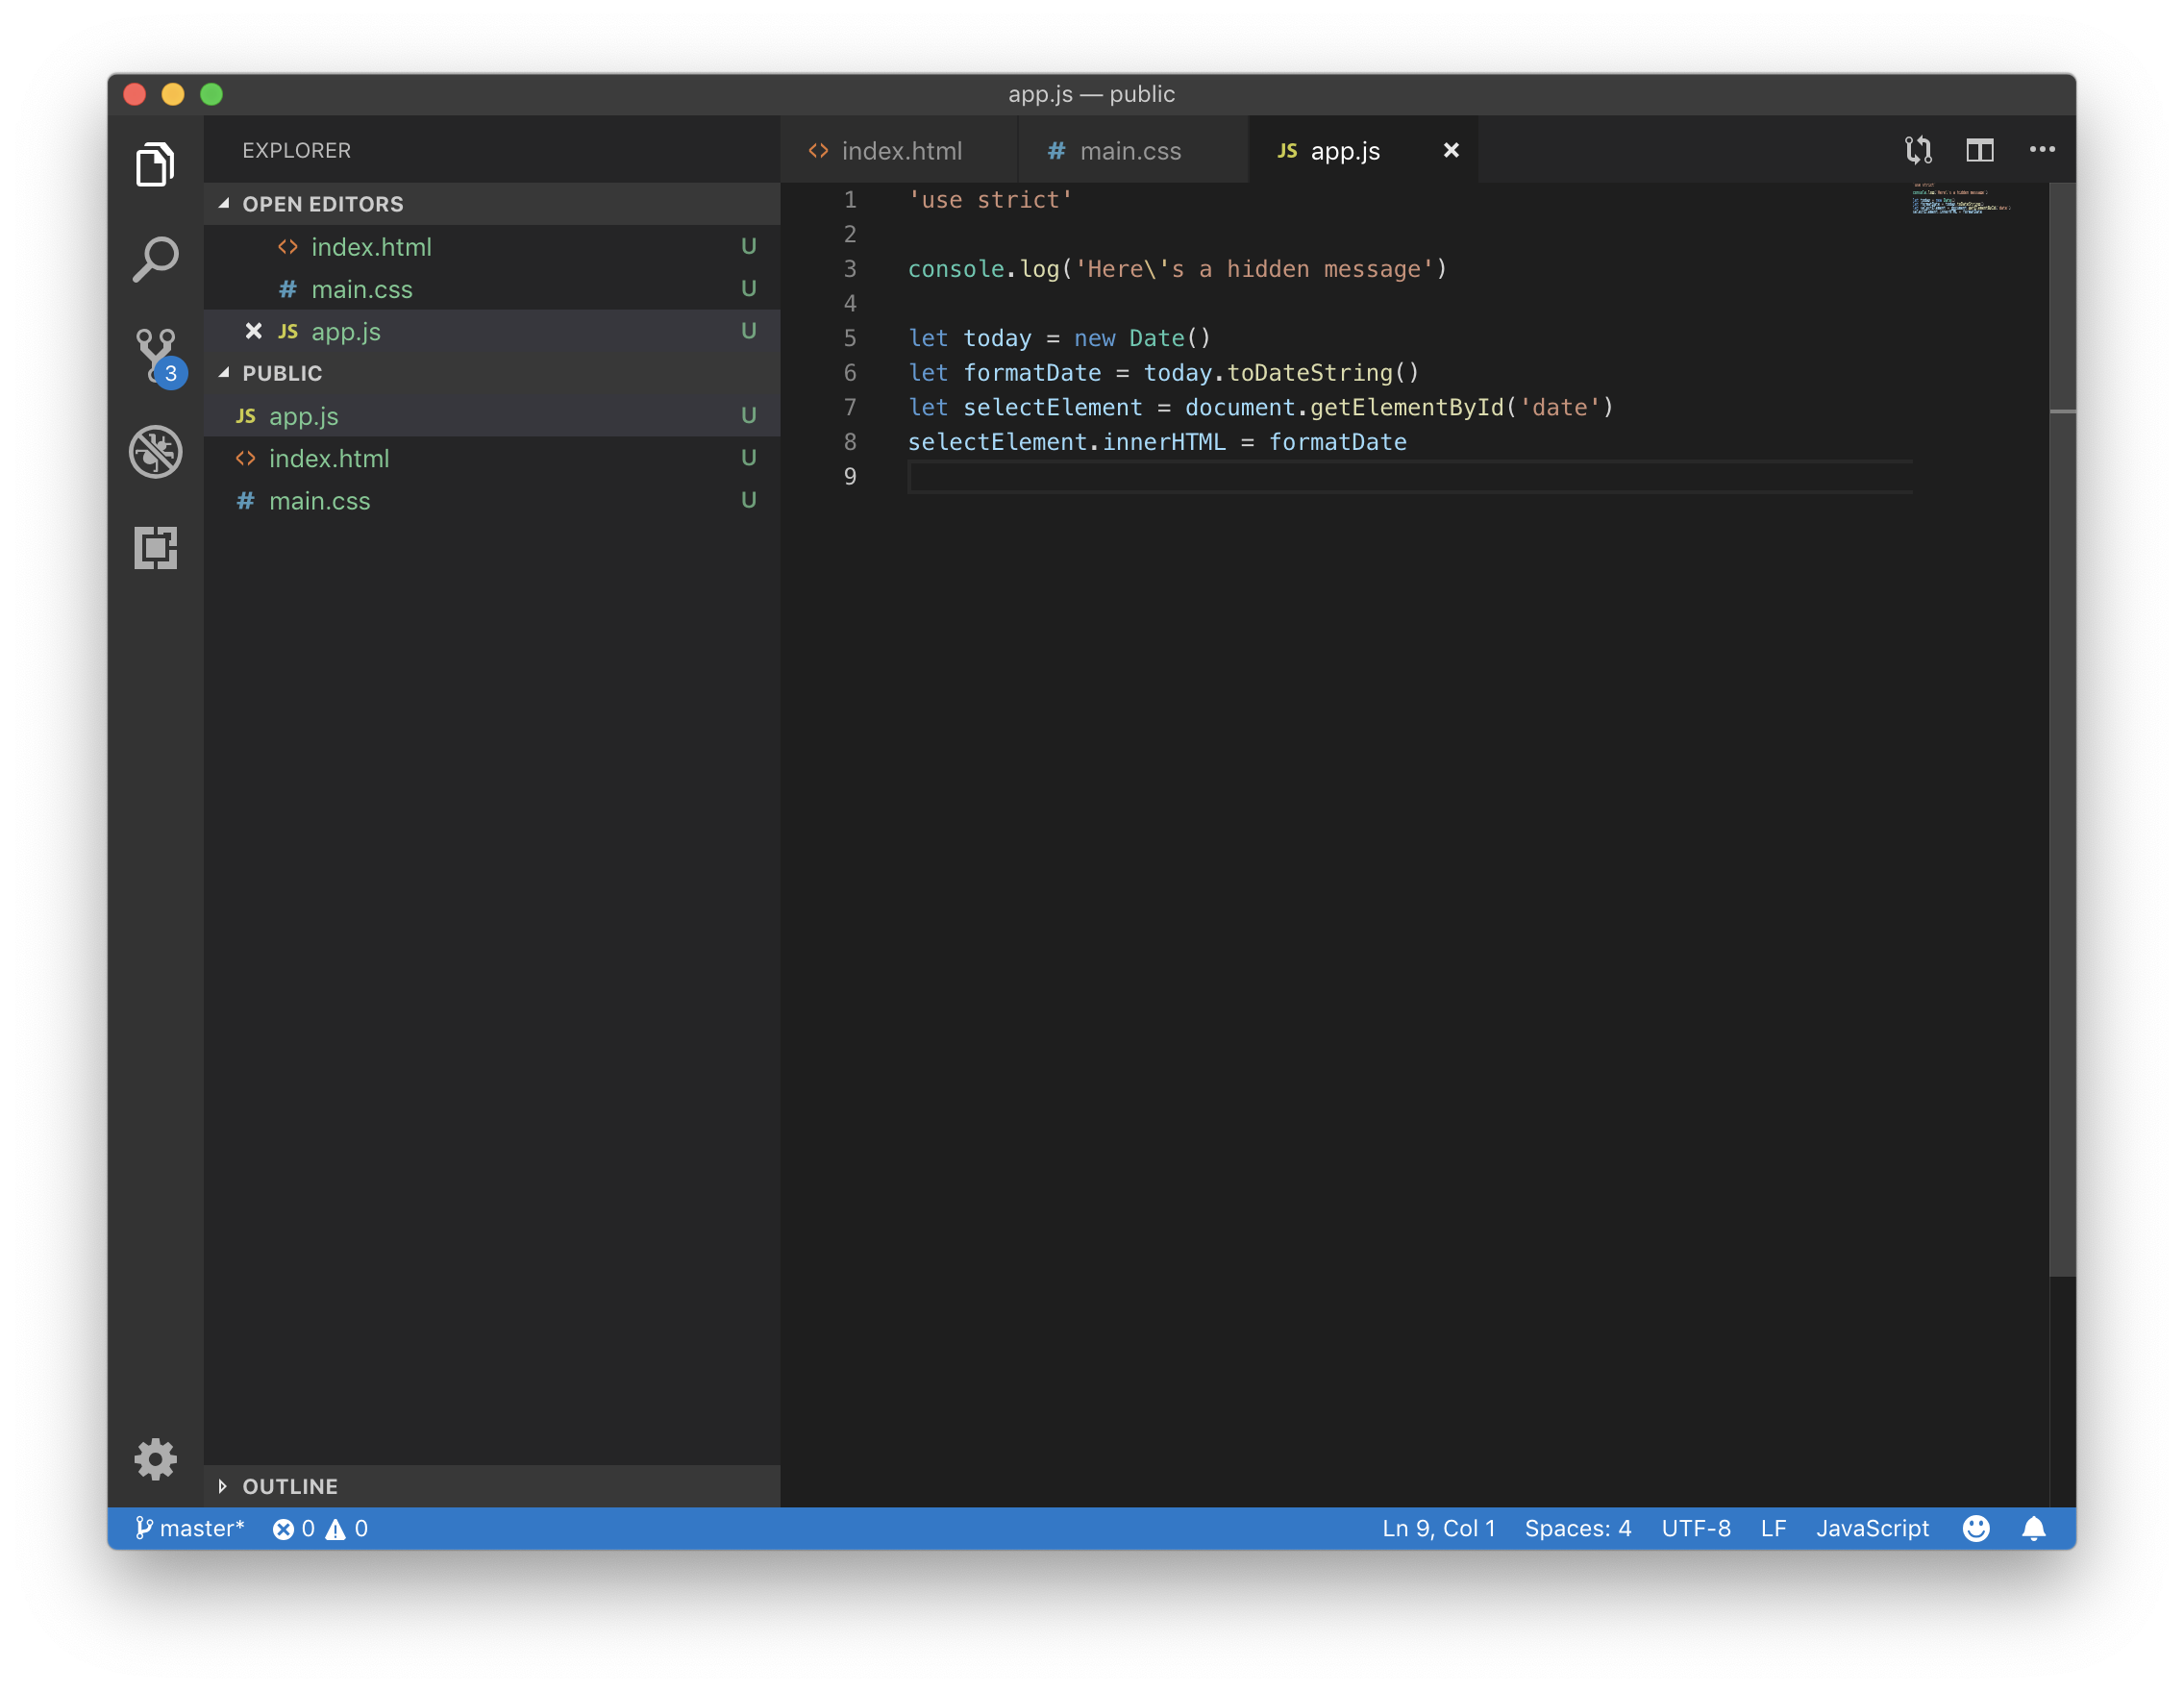 app.js — public
EXPLORER
OPEN EDITORS
<> index.html U
# main.css U
JS app.js U
PUBLIC
JS app.js U
<> index.html U
# main.css U
3
OUTLINE
<> index.html # main.css JS app.js
1 'use strict'
2
3 console.log('Here\'s a hidden message')
4
5 let today = new Date()
6 let formatDate = today.toDateString()
7 let selectElement = document.getElementById('date')
8 selectElement.innerHTML = formatDate
9
master* 0 0 Ln 9, Col 1 Spaces: 4 UTF-8 LF JavaScript